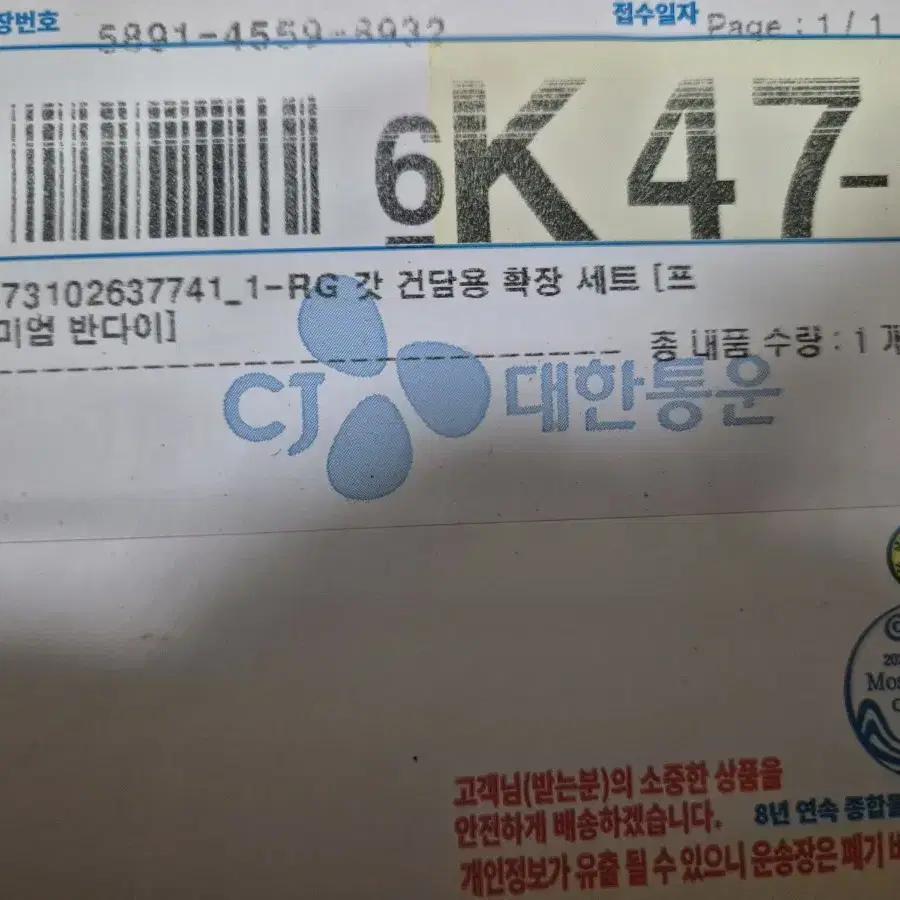 장번호 5891-4559-8932 접수일자 Page : 1 / 1
6K47-
73102637741_1-RG 갓 건담용 확장 세트 [프
미엄 반다이]
총 내품 수량 : 1 개
CJ 대한통운
고객님(받는분)의 소중한 상품을
안전하게 배송하겠습니다.
8년 연속 종합물
개인정보가 유출 될 수 있으니 운송장은 폐기 바